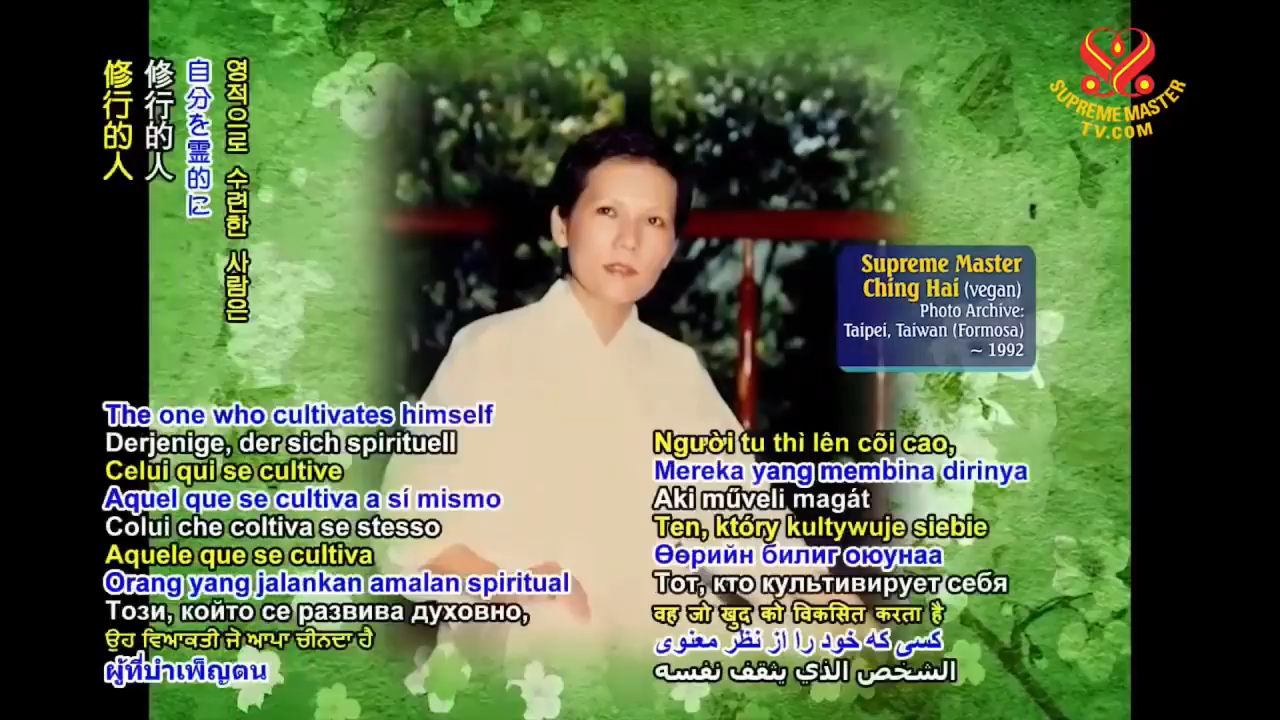 修行的人
修行的人
自分を霊的に
영적으로 수련한 사람은
SUPREME MASTER
TV.COM
Supreme Master
Ching Hai (vegan)
Photo Archive:
Taipei, Taiwan (Formosa)
~ 1992
The one who cultivates himself
Derjenige, der sich spirituell
Celui qui se cultive
Aquel que se cultiva a sí mismo
Colui che coltiva se stesso
Aquele que se cultiva
Orang yang jalankan amalan spiritual
Този, който се развива духовно,
ਉਹ ਵਿਆਕਤੀ ਜੋ ਆਪਾ ਚੀਨਦਾ ਹੈ
ผู้ที่บำเพ็ญตน
Người tu thì lên cõi cao,
Mereka yang membina dirinya
Aki műveli magát
Ten, który kultywuje siebie
Өөрийн билиг оюунаа
Тот, кто культивирует себя
वह जो खुद को विकसित करता है
کسی که خود را از نظر معنوی
الشخص الذي يثقف نفسه